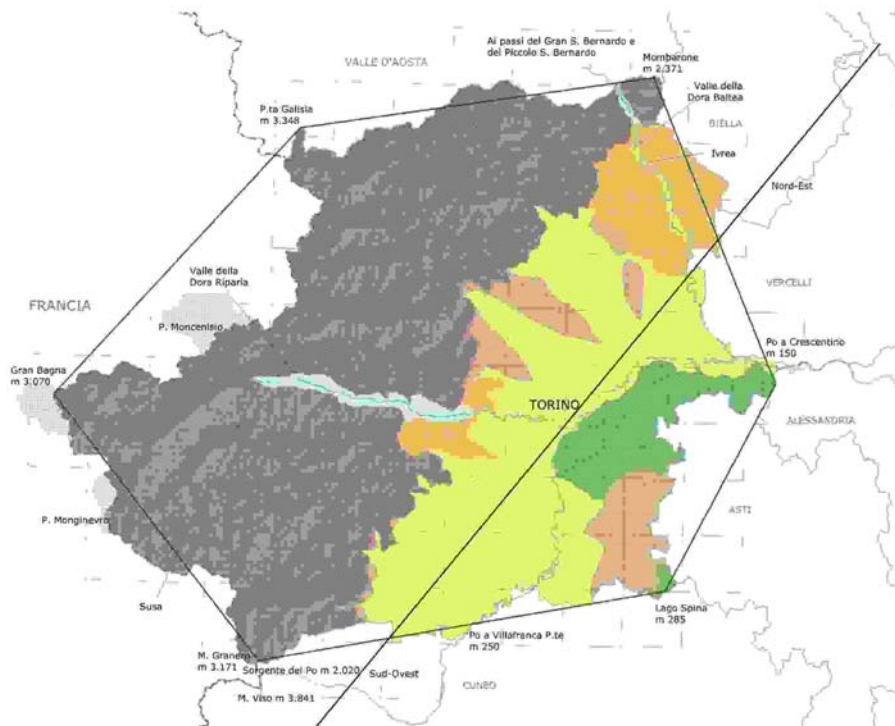 Ai passi del Gran S. Bernardo e
del Piccolo S. Bernardo
Mombarone
m 2.371
VALLE D'AOSTA
Valle della
Dora Baltea
P.ta Galisia
m 3.348
BIELLA
Ivrea
Nord-Est
Valle della
Dora Riparia
VERCELLI
FRANCIA
P. Moncenisio
Po a Crescentino
m 150
Gran Bagna
m 3.070
TORINO
ALESSANDRIA
ASTI
P. Monginevro
Susa
Lago Spina
m 285
Po a Villafranca P.te
m 250
M. Granero
m 3.171
Sorgente del Po m 2.020
Sud-Ovest
CUNEO
M. Viso m 3.841